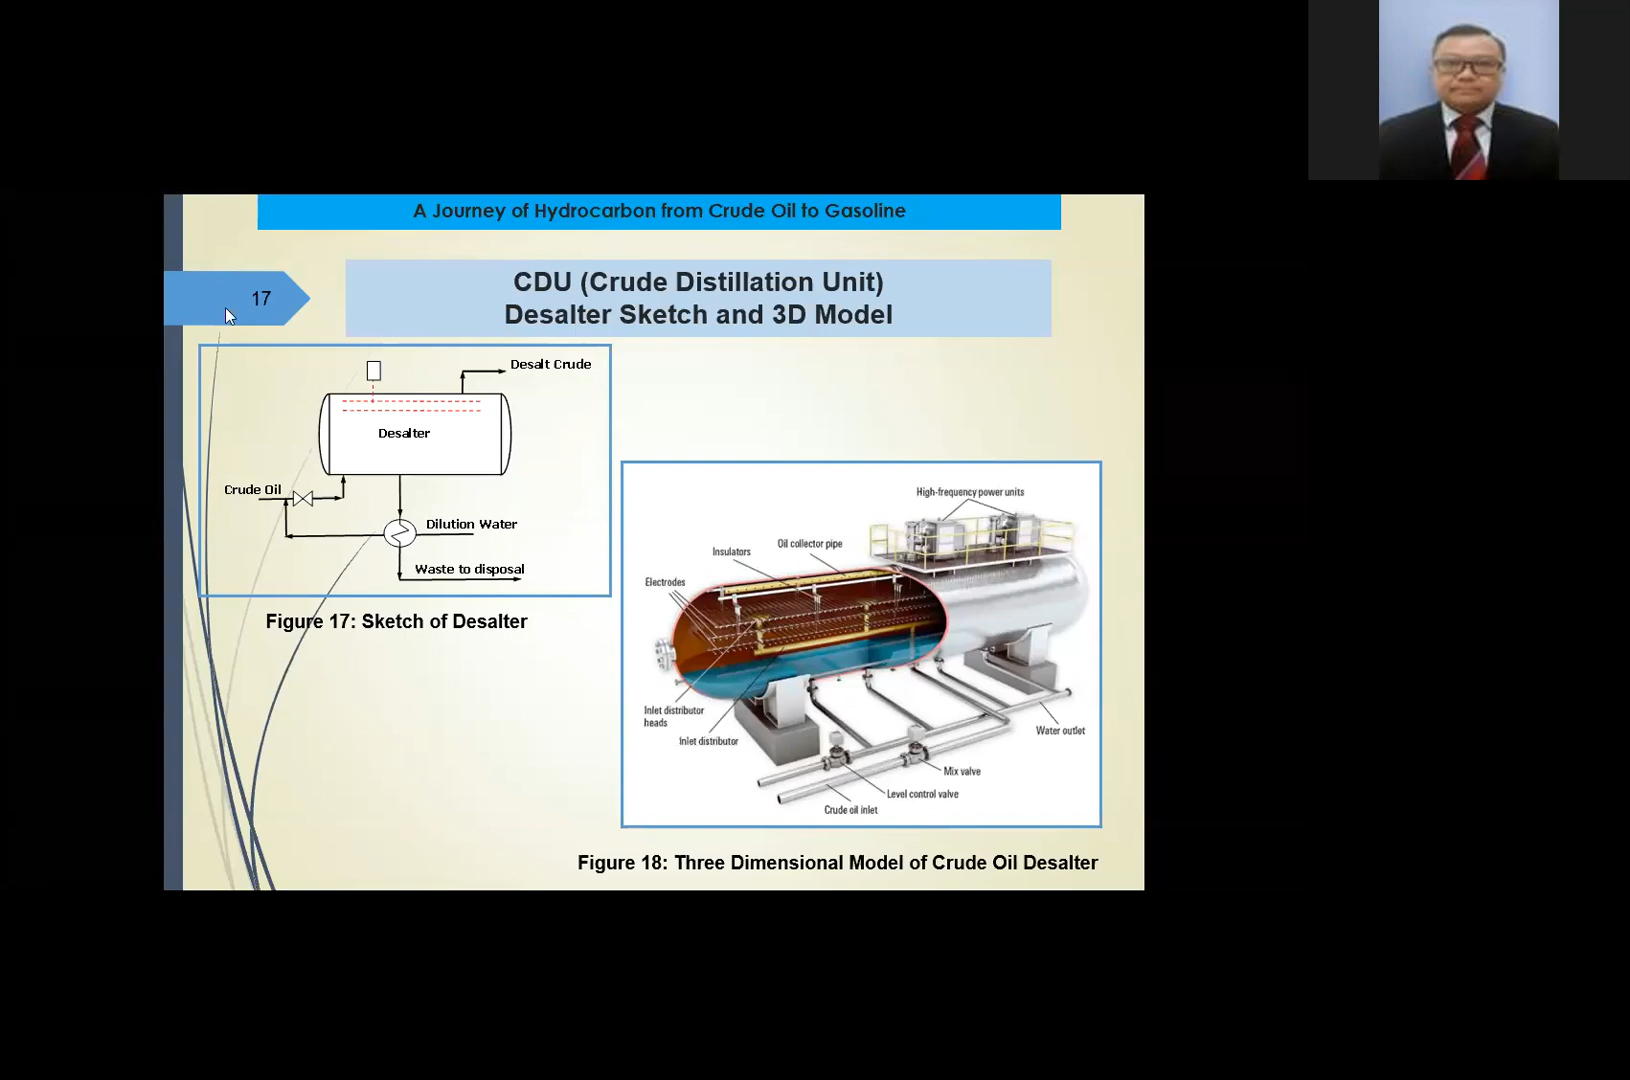 A Journey of Hydrocarbon from Crude Oil to Gasoline
17
CDU (Crude Distillation Unit)
Desalter Sketch and 3D Model
Desalt Crude
Desalter
Crude Oil
Dilution Water
Waste to disposal
Figure 17: Sketch of Desalter
High-frequency power units
Oil collector pipe
Insulators
Electrodes
Inlet distributor
heads
Inlet distributor
Water outlet
Mix valve
Level control valve
Crude oil inlet
Figure 18: Three Dimensional Model of Crude Oil Desalter